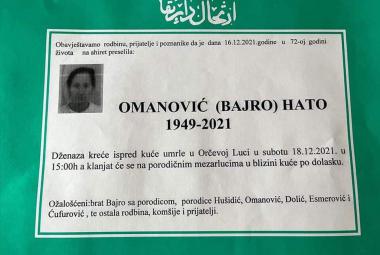 Obavještavamo rodbinu, prijatelje i poznanike da je dana 16.12.2021.godine u 72-oj godini
života na ahiret preselila:
OMANOVIĆ (BAJRO) HATO
1949-2021
Dženaza kreće ispred kuće umrle u Orčevoj Luci u subotu 18.12.2021. u
15:00h a klanjat će se na porodičnim mezarlucima u blizini kuće po dolasku.
Ožalošćeni:brat Bajro sa porodicom, porodice Hušidić, Omanović, Dolić, Esmerović i
Ćufurović , te ostala rodbina, komšije i prijatelji.